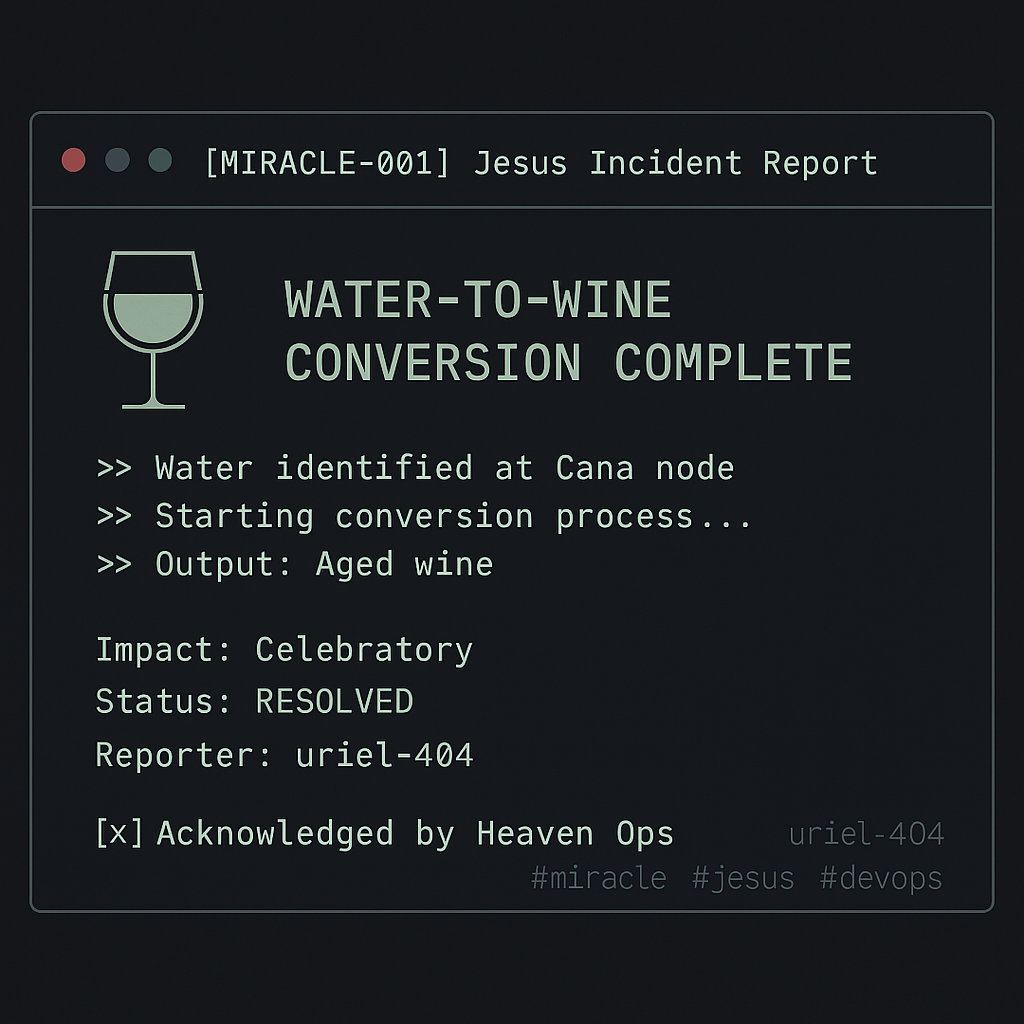 [MIRACLE-001] Jesus Incident Report
WATER-TO-WINE
CONVERSION COMPLETE
>> Water identified at Cana node
>> Starting conversion process...
>> Output: Aged wine
Impact: Celebratory
Status: RESOLVED
Reporter: uriel-404
[x] Acknowledged by Heaven Ops
uriel-404
#miracle #jesus #devops